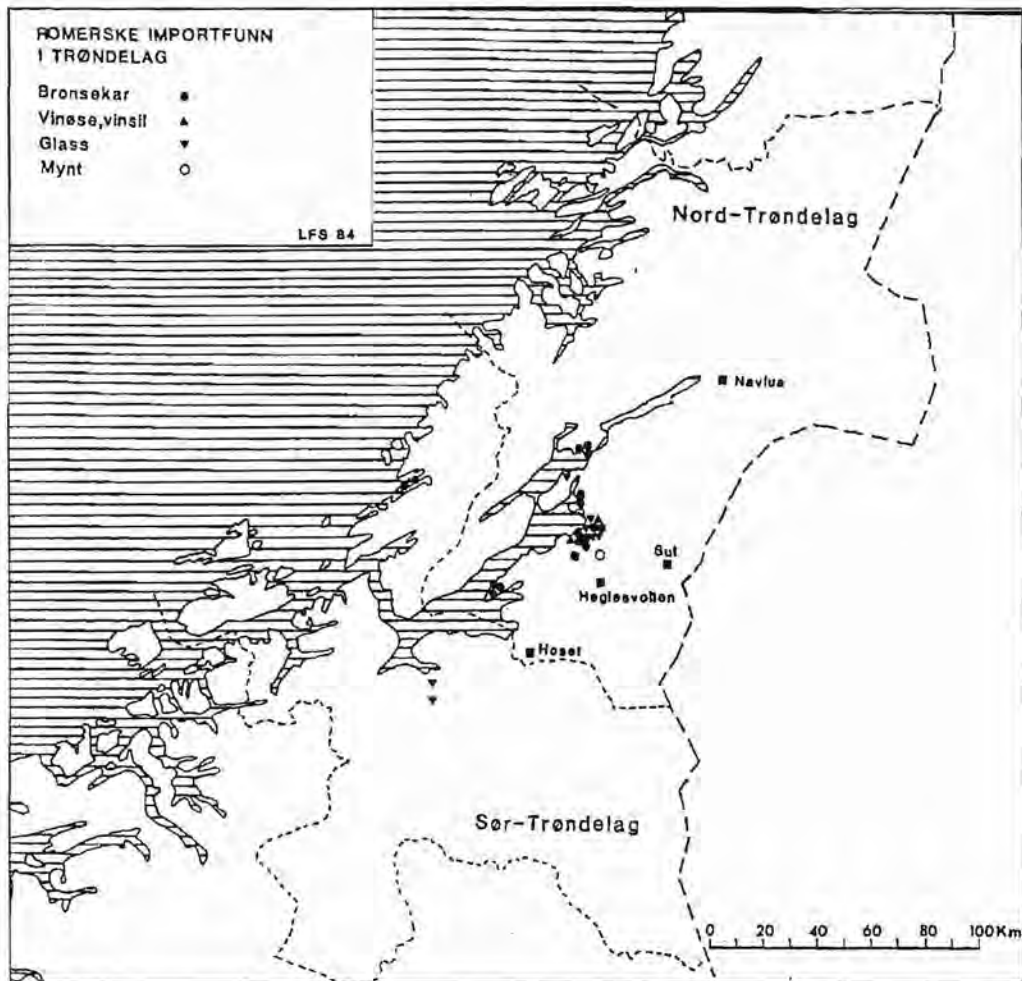 ROMERSKE IMPORTFUNN
I TRØNDELAG
Bronsekar
Vinøse,vinsil
Glass
Mynt
LFS 84
Nord-Trøndelag
Navlus
Sut
Heglesvollen
Hoset
Sør-Trøndelag
0 20 40 60 80 100Km